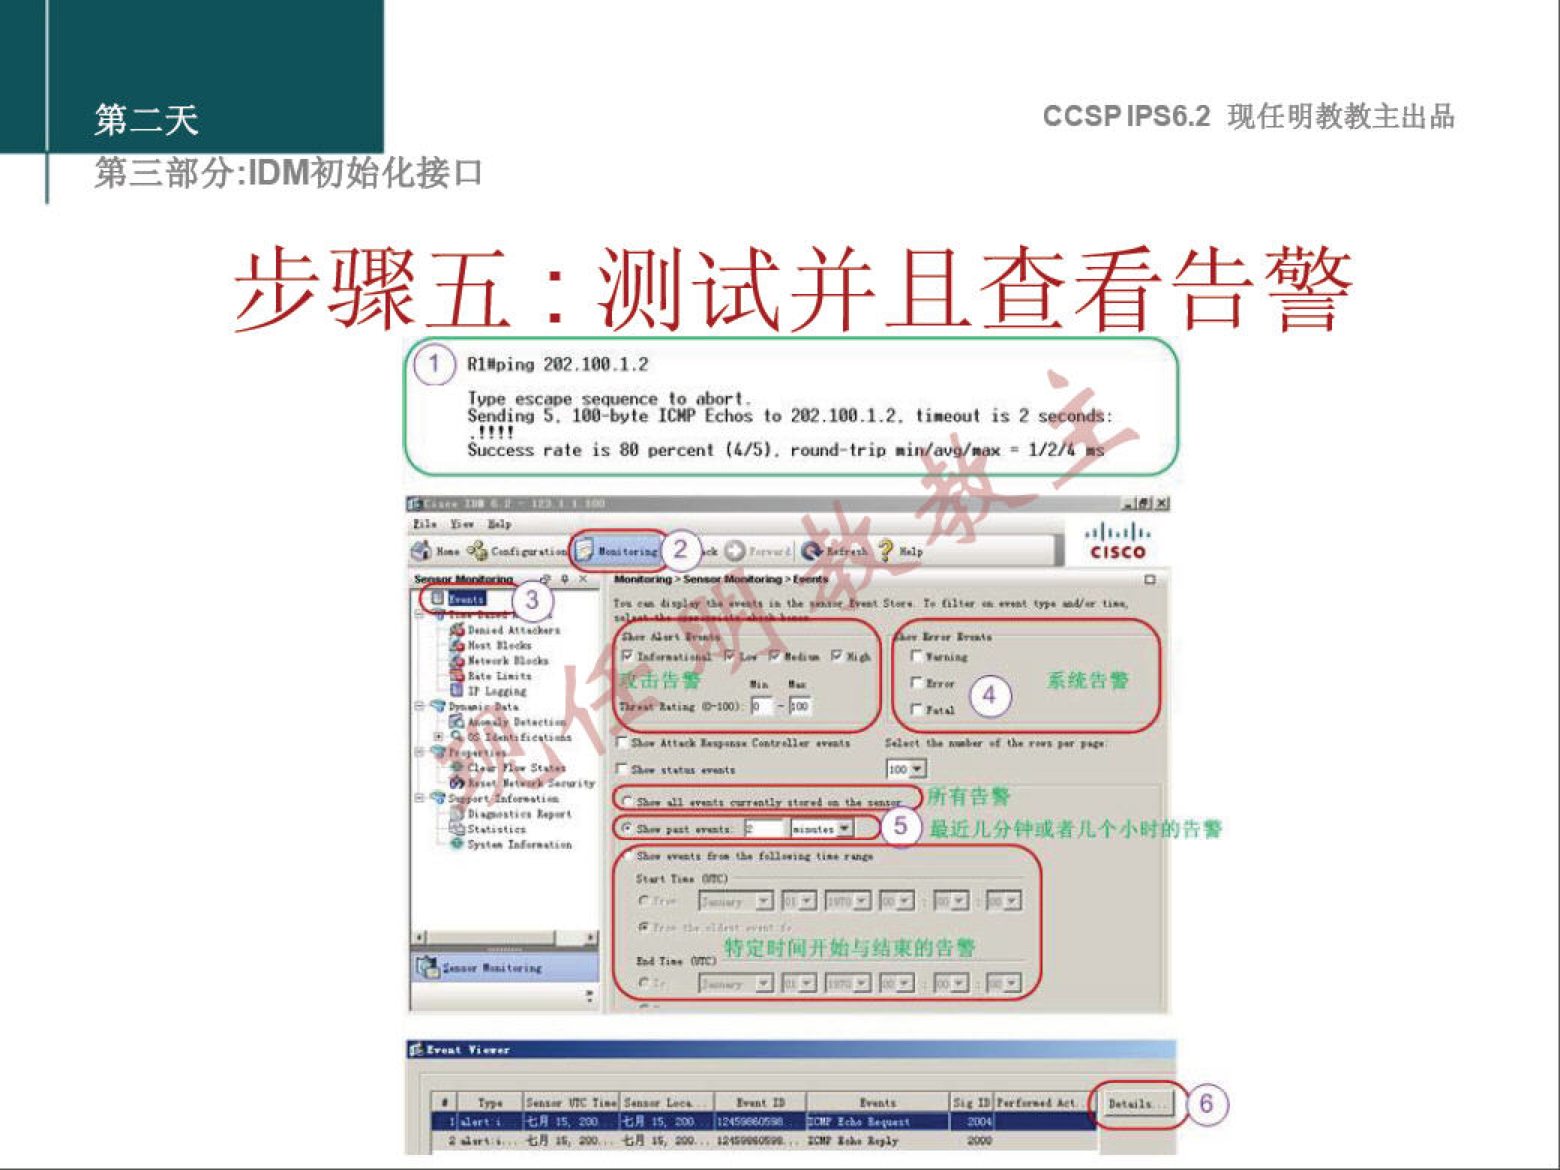 第二天
CCSP IPS6.2 现任明教教主出品
第三部分:IDM初始化接口
步骤五：测试并且查看告警
1
R1#ping 202.100.1.2
Type escape sequence to abort.
Sending 5, 100-byte ICMP Echos to 202.100.1.2, timeout is 2 seconds:
.!!!!
Success rate is 80 percent (4/5), round-trip min/avg/max = 1/2/4 ms
现任明教教主
Cisco IDM 6.2 - 123.1.1.100
File View Help
Home Configuration Monitoring 2 Forward Refresh Help
CISCO
Sensor Monitoring
Events 3
Denied Attackers
Host Blocks
Network Blocks
Rate Limits
IP Logging
Dynamic Data
Anomaly Detection
OS Identifications
Properties
Clear Flow States
Reset Network Security
Support Information
Diagnostics Report
Statistics
System Information
Sensor Monitoring
Monitoring > Sensor Monitoring > Events
You can display the events in the sensor Event Store. To filter on event type and/or time,
Show Alert Events
Informational Low Medium High
攻击告警
Min Max
Threat Rating (0-100): 0 - 100
Show Error Events
Warning
Error
Fatal
4
系统告警
Show Attack Response Controller events
Select the number of the rows per page:
Show status events
100
Show all events currently stored on the sensor
所有告警
Show past events: 2 minutes
5
最近几分钟或者几个小时的告警
Show events from the following time range
Start Time (UTC)
From January 01 1970 00 : 00 : 00
特定时间开始与结束的告警
End Time (UTC)
To January 01 1970 00 : 00 : 00
Event Viewer
# Type Sensor UTC Time Sensor Loca... Event ID Events Sig ID Performed Act... Details... 6
1 alert:i 七月 15, 200... 七月 15, 200... 12459860598... ICMP Echo Request 2004
2 alert:i... 七月 15, 200... 七月 15, 200... 12459860598... ICMP Echo Reply 2000